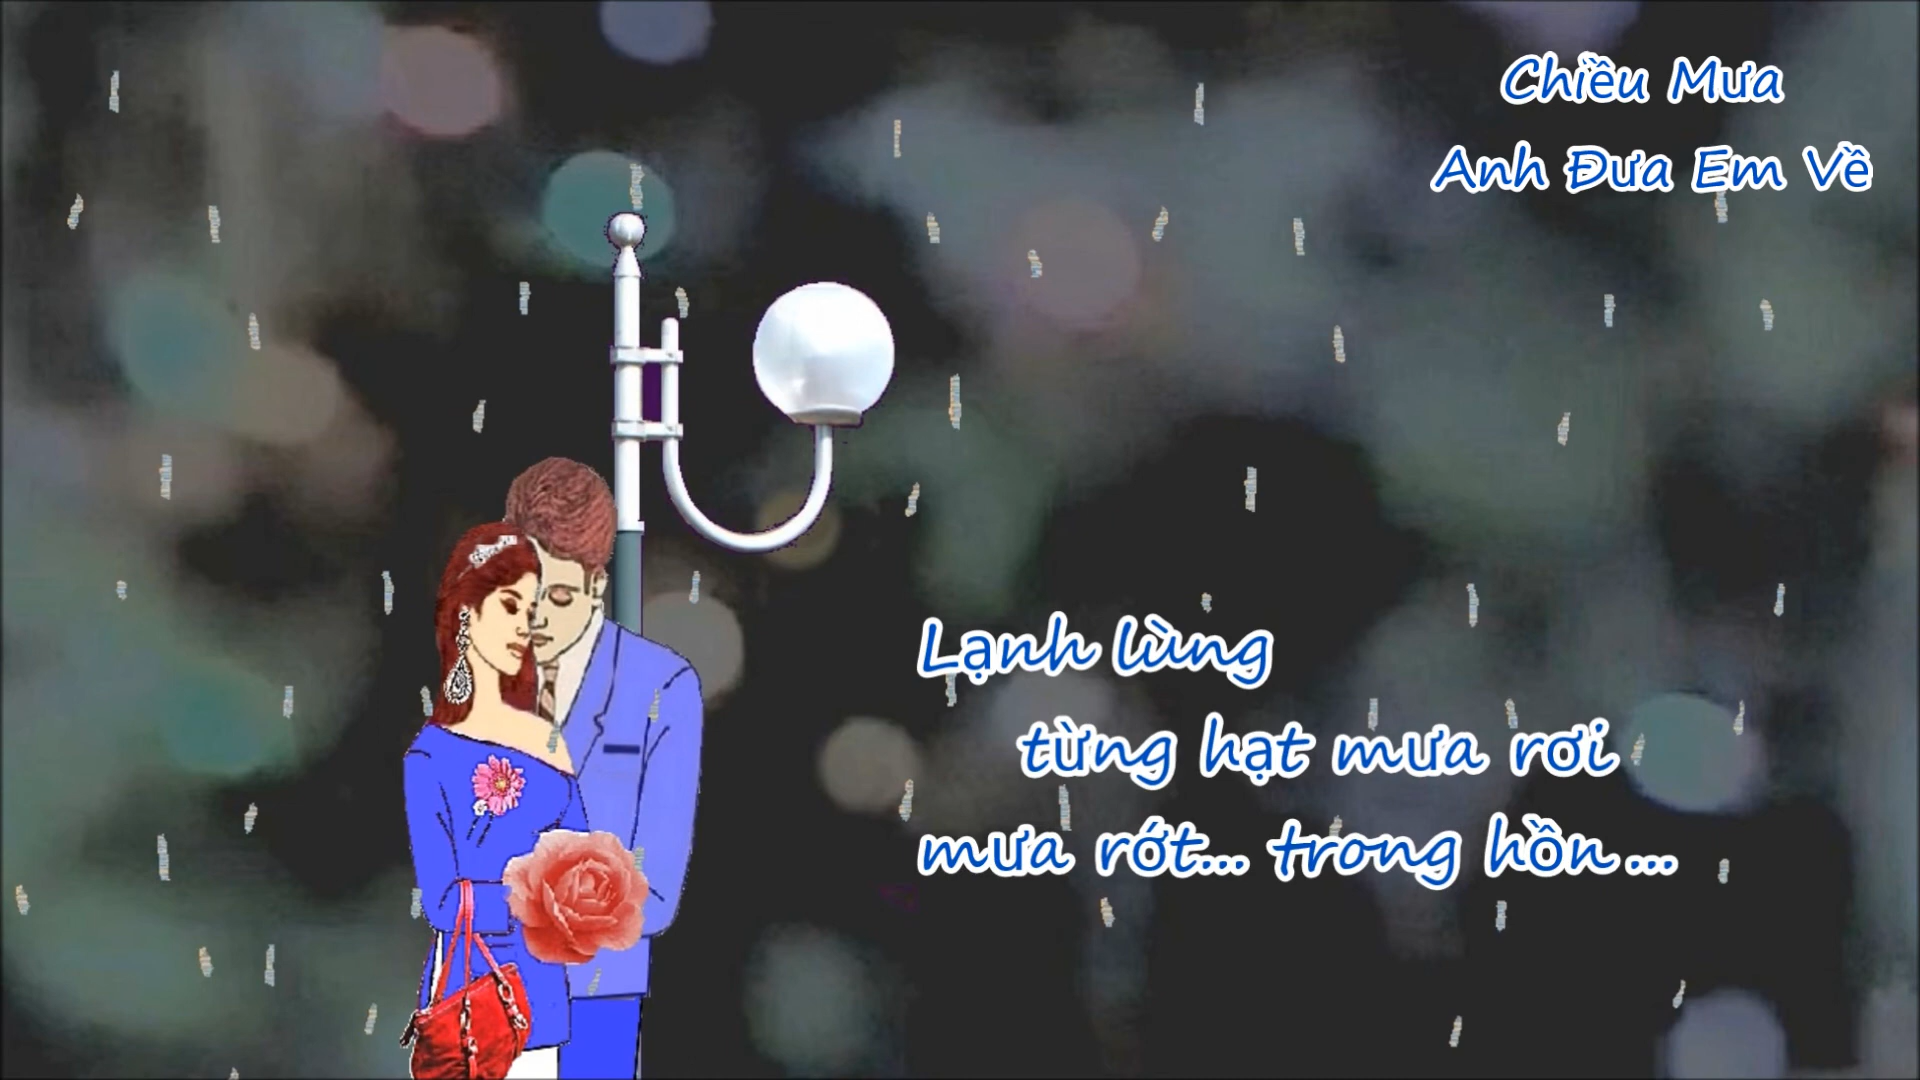 Chiều Mưa
Anh Đưa Em Về
Lạnh lùng
từng hạt mưa rơi
mưa rớt... trong hồn...